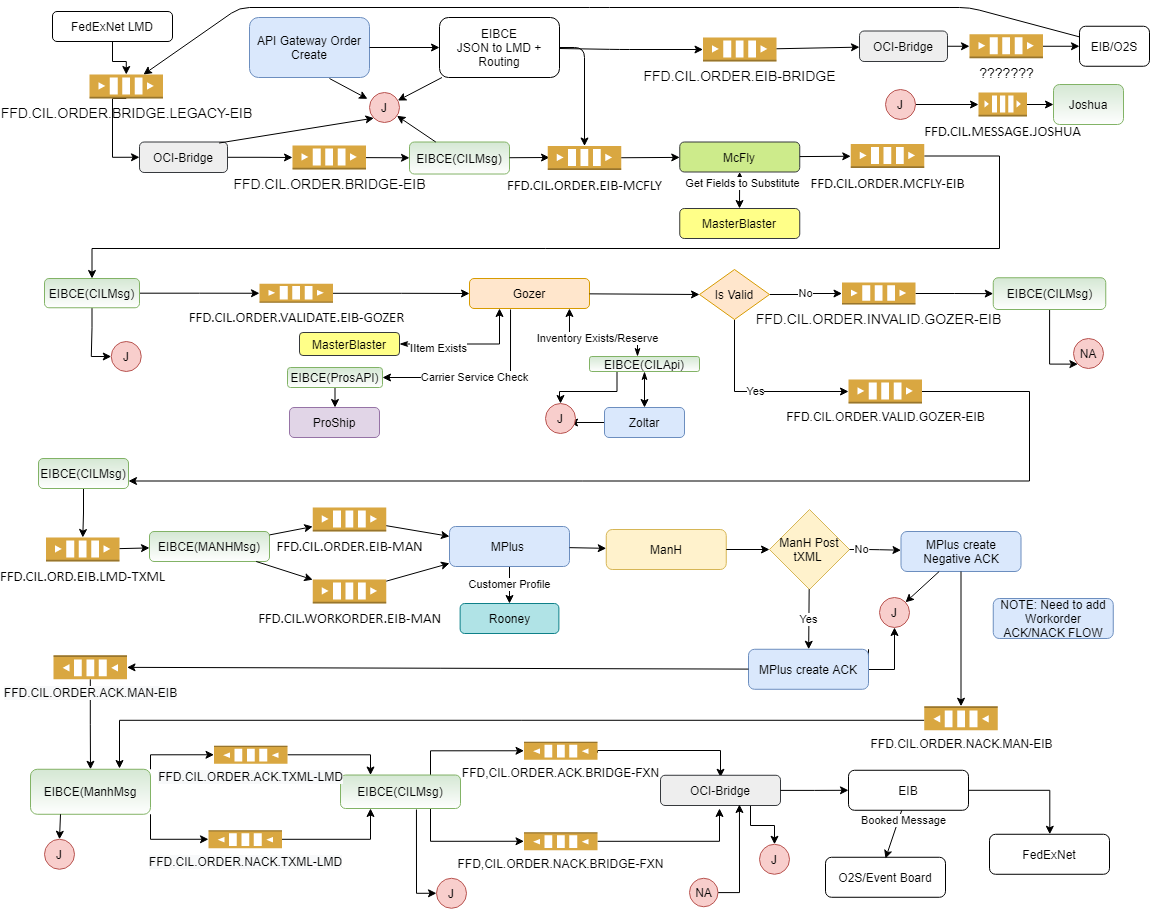 FedExNet LMD
API Gateway Order
Create
EIBCE
JSON to LMD +
Routing
OCI-Bridge
EIB/O2S
FFD.CIL.ORDER.EIB-BRIDGE
???????
FFD.CIL.ORDER.BRIDGE.LEGACY-EIB
J
J
Joshua
FFD.CIL.MESSAGE.JOSHUA
OCI-Bridge
EIBCE(CILMsg)
McFly
FFD.CIL.ORDER.BRIDGE-EIB
FFD.CIL.ORDER.EIB-MCFLY
Get Fields to Substitute
FFD.CIL.ORDER.MCFLY-EIB
MasterBlaster
EIBCE(CILMsg)
Gozer
Is Valid
No
EIBCE(CILMsg)
FFD.CIL.ORDER.VALIDATE.EIB-GOZER
FFD.CIL.ORDER.INVALID.GOZER-EIB
MasterBlaster
IItem Exists
Inventory Exists/Reserve
J
NA
EIBCE(CILApi)
EIBCE(ProsAPI)
Carrier Service Check
Yes
FFD.CIL.ORDER.VALID.GOZER-EIB
ProShip
J
Zoltar
EIBCE(CILMsg)
EIBCE(MANHMsg)
FFD.CIL.ORDER.EIB-MAN
MPlus
ManH
ManH Post
tXML
No
MPlus create
Negative ACK
FFD.CIL.ORD.EIB.LMD-TXML
Customer Profile
FFD.CIL.WORKORDER.EIB-MAN
Rooney
Yes
J
NOTE: Need to add
Workorder
ACK/NACK FLOW
MPlus create ACK
FFD.CIL.ORDER.ACK.MAN-EIB
FFD.CIL.ORDER.NACK.MAN-EIB
FFD.CIL.ORDER.ACK.TXML-LMD
FFD,CIL.ORDER.ACK.BRIDGE-FXN
EIBCE(ManhMsg
EIBCE(CILMsg)
OCI-Bridge
EIB
Booked Message
J
FFD.CIL.ORDER.NACK.TXML-LMD
FFD,CIL.ORDER.NACK.BRIDGE-FXN
J
FedExNet
J
NA
O2S/Event Board